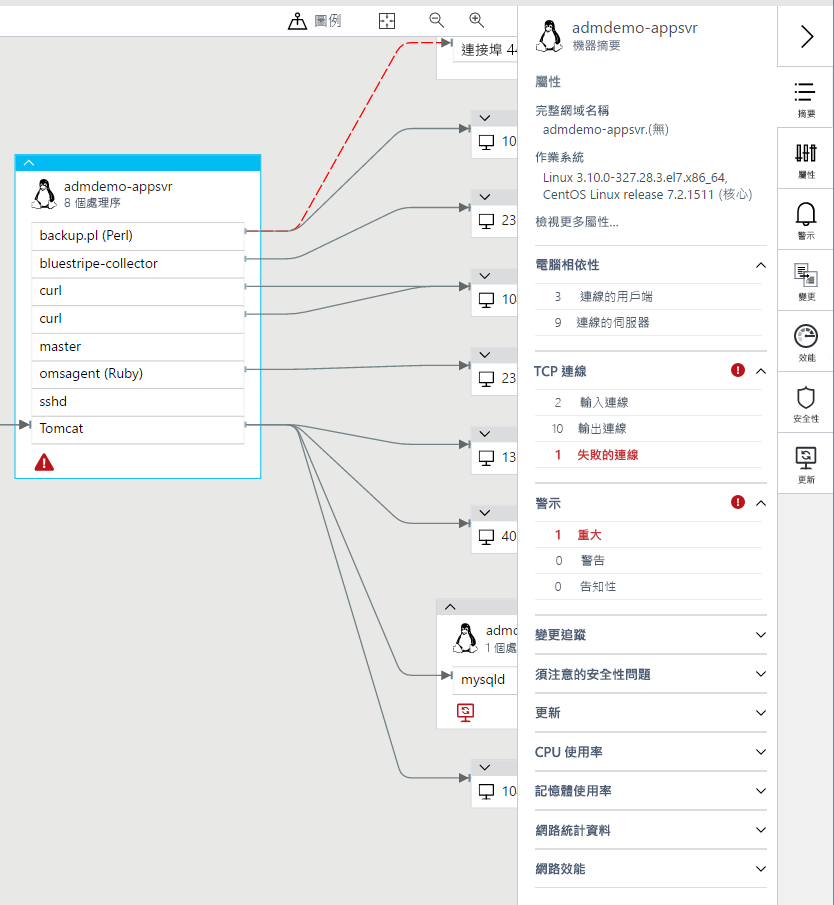 圖例
連接埠 44
10
23
10
23
13
40
admdemo-appsvr
8 個處理序
backup.pl (Perl)
bluestripe-collector
curl
curl
master
omsagent (Ruby)
sshd
Tomcat
1 個處
mysqld
10
admdemo-appsvr
機器摘要
屬性
完整網域名稱
admdemo-appsvr.(無)
作業系統
Linux 3.10.0-327.28.3.el7.x86_64,
CentOS Linux release 7.2.1511 (核心)
檢視更多屬性...
電腦相依性
3 連線的用戶端
9 連線的伺服器
TCP 連線
2 輸入連線
10 輸出連線
1 失敗的連線
警示
1 重大
0 警告
0 告知性
變更追蹤
須注意的安全性問題
更新
CPU 使用率
記憶體使用率
網路統計資料
網路效能
摘要
屬性
警示
變更
效能
安全性
更新